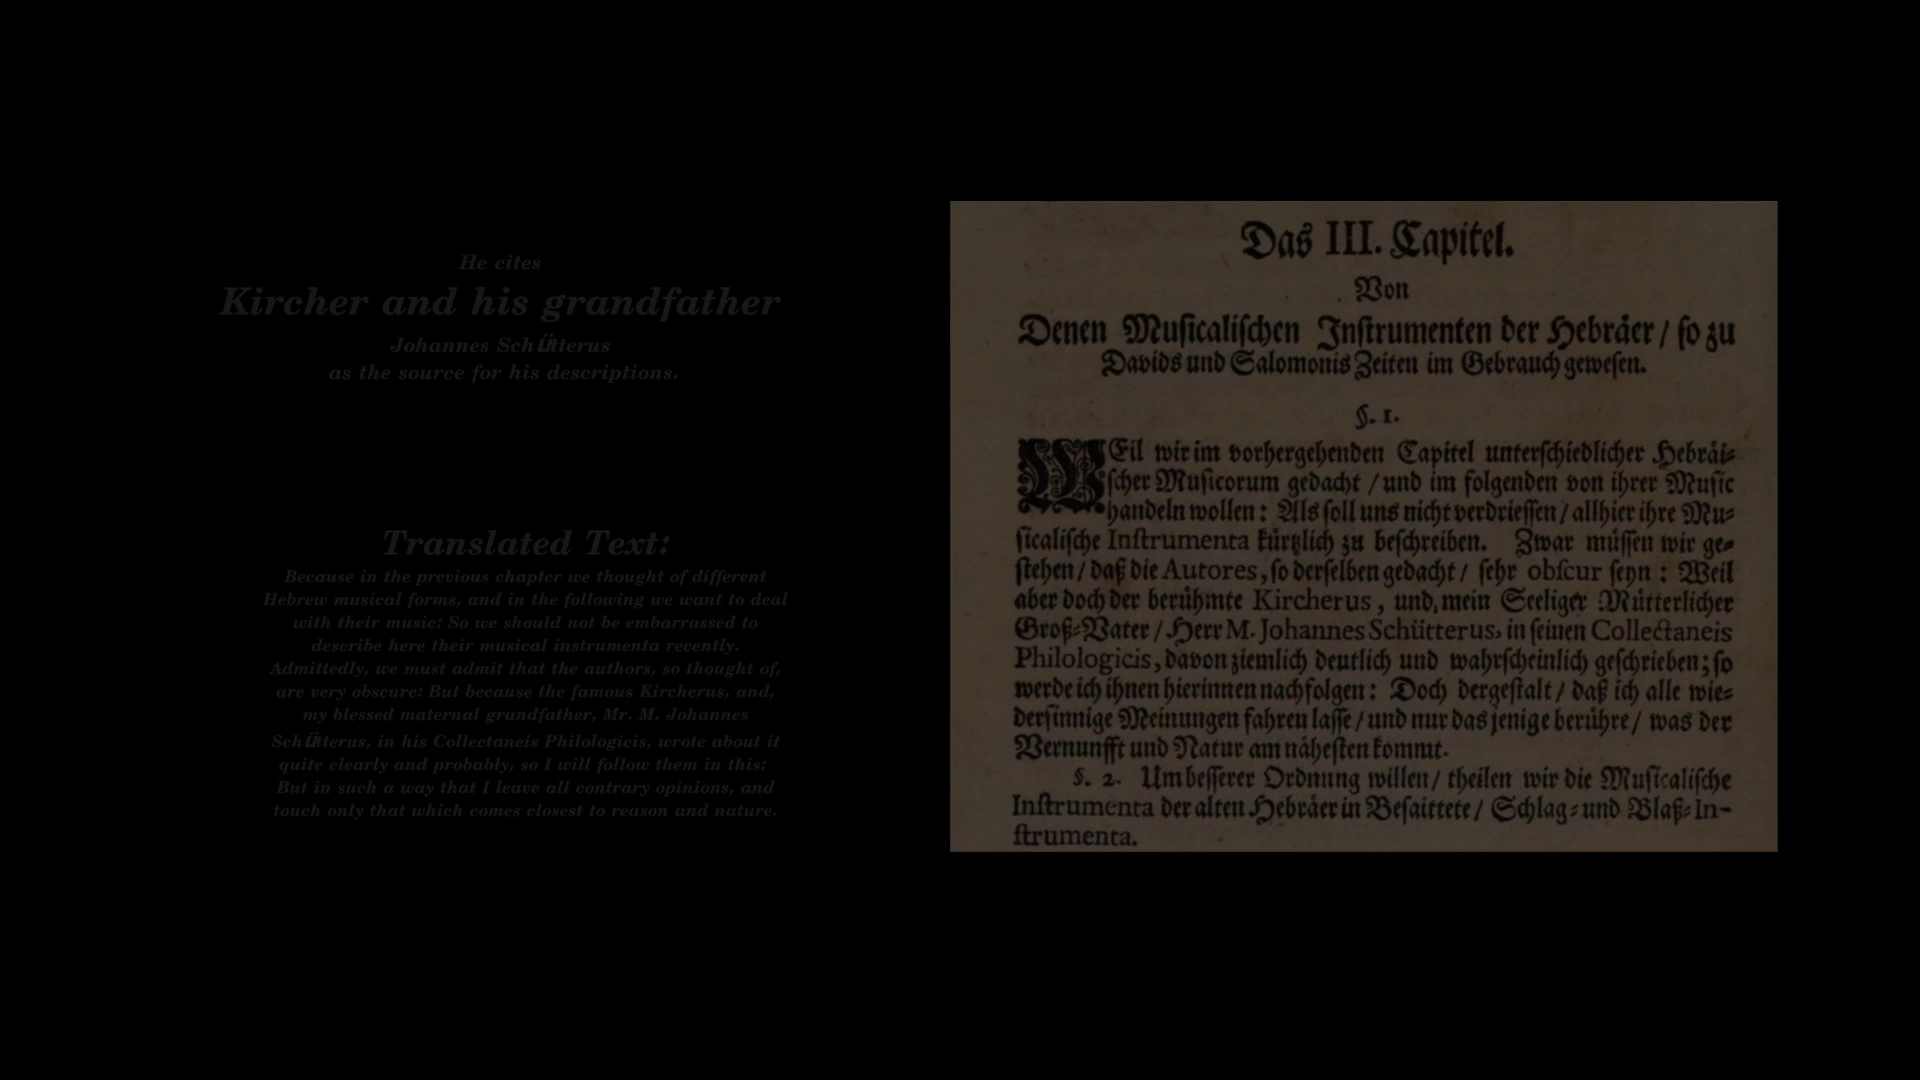 He cites
Kircher and his grandfather
Johannes SchÜtterus
as the source for his descriptions.
Translated Text:
Because in the previous chapter we thought of different
Hebrew musical forms, and in the following we want to deal
with their music: So we should not be embarrassed to
describe here their musical instrumenta recently.
Admittedly, we must admit that the authors, so thought of,
are very obscure: But because the famous Kircherus, and,
my blessed maternal grandfather, Mr. M. Johannes
SchÜtterus, in his Collectaneis Philologicis, wrote about it
quite clearly and probably, so I will follow them in this:
But in such a way that I leave all contrary opinions, and
touch only that which comes closest to reason and nature.
Das III. Capitel.
Von
Denen Muſicaliſchen Inſtrumenten der Hebråer / ſo zu
Davids und Salomonis Zeiten im Gebrauch geweſen.
§. 1.
WEil wir im vorhergehenden Capitel unterſchiedlicher Hebråi⸗
ſcher Muſicorum gedacht / und im folgenden von ihrer Muſic
handeln wollen: Als ſoll uns nicht verdrieſſen / allhier ihre Mu⸗
ſicaliſche Inſtrumenta kürtzlich zu beſchreiben. Zwar müſſen wir ge⸗
ſtehen / daß die Autores, ſo derſelben gedacht / ſehr obſcur ſeyn: Weil
aber doch der berühmte Kircherus, und, mein Seeliger Mütterlicher
Groß⸗Vater / Herr M. Johannes Schütterus, in ſeinen Collectaneis
Philologicis, davon ziemlich deutlich und wahrſcheinlich geſchrieben; ſo
werde ich ihnen hierinnen nachfolgen: Doch dergeſtalt / daß ich alle wie⸗
derſinnige Meinungen fahren laſſe / und nur das jenige berühre / was der
Vernunfft und Natur am nåheſten kommt.
§. 2. Um beſſerer Ordnung willen / theilen wir die Muſicaliſche
Inſtrumenta der alten Hebråer in Beſaittete / Schlag⸗ und Blaß⸗In-
ſtrumenta.